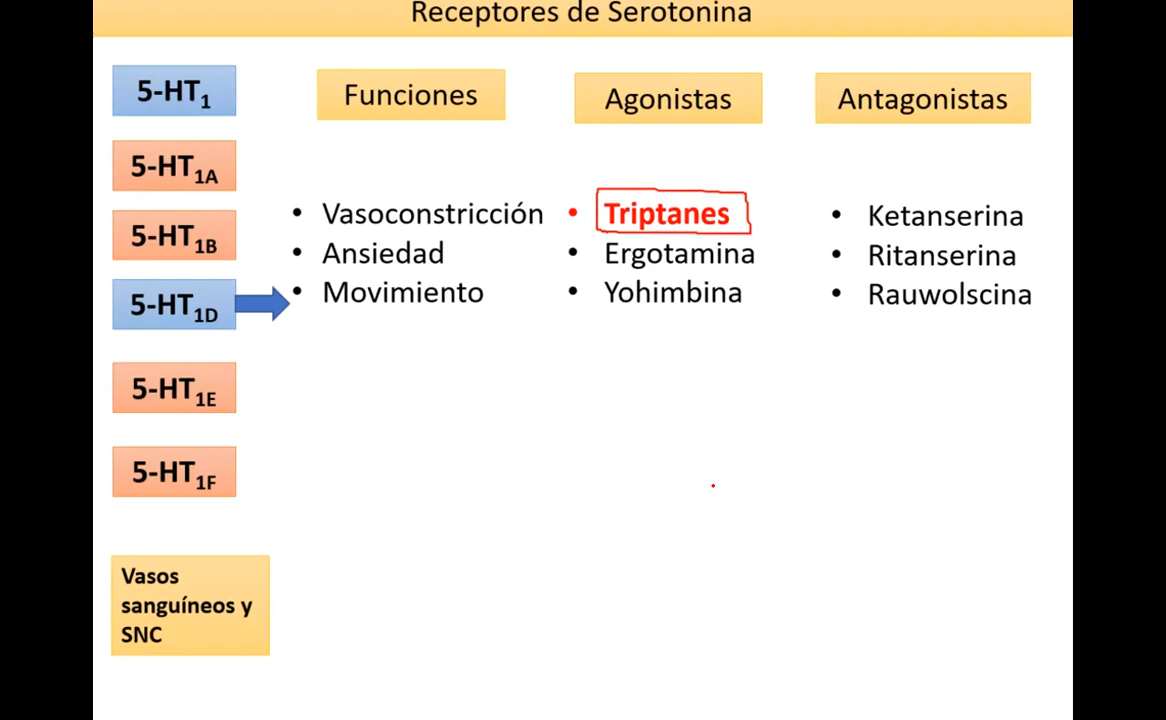 Receptores de Serotonina
5-HT1
Funciones
Agonistas
Antagonistas
5-HT1A
5-HT1B
5-HT1D
5-HT1E
5-HT1F
• Vasoconstricción
• Ansiedad
• Movimiento
• Triptanes
• Ergotamina
• Yohimbina
• Ketanserina
• Ritanserina
• Rauwolscina
Vasos
sanguíneos y
SNC